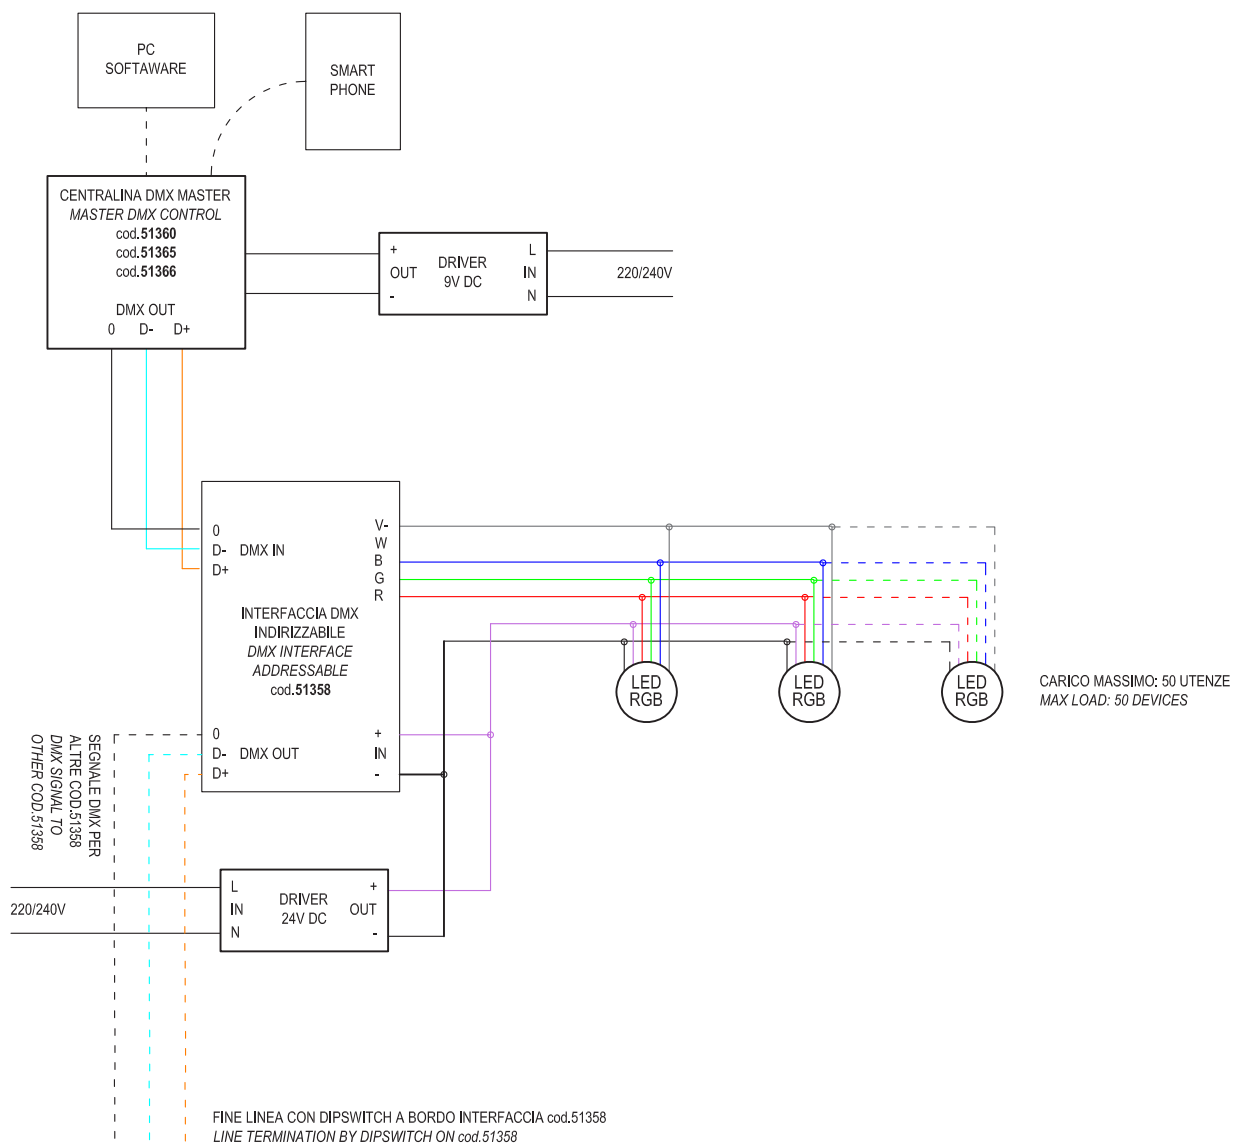 PC
SOFTAWARE
SMART
PHONE
CENTRALINA DMX MASTER
MASTER DMX CONTROL
cod.51360
cod.51365
cod.51366
DMX OUT
0 D- D+
+
OUT
-
DRIVER
9V DC
L
IN
N
220/240V
0
D- DMX IN
D+
V-
W
B
G
R
INTERFACCIA DMX
INDIRIZZABILE
DMX INTERFACE
ADDRESSABLE
cod.51358
LED
RGB
LED
RGB
LED
RGB
CARICO MASSIMO: 50 UTENZE
MAX LOAD: 50 DEVICES
0
D- DMX OUT
D+
+
IN
-
SEGNALE DMX PER
ALTRE COD.51358
DMX SIGNAL TO
OTHER COD.51358
220/240V
L
IN
N
DRIVER
24V DC
+
OUT
-
FINE LINEA CON DIPSWITCH A BORDO INTERFACCIA cod.51358
LINE TERMINATION BY DIPSWITCH ON cod.51358